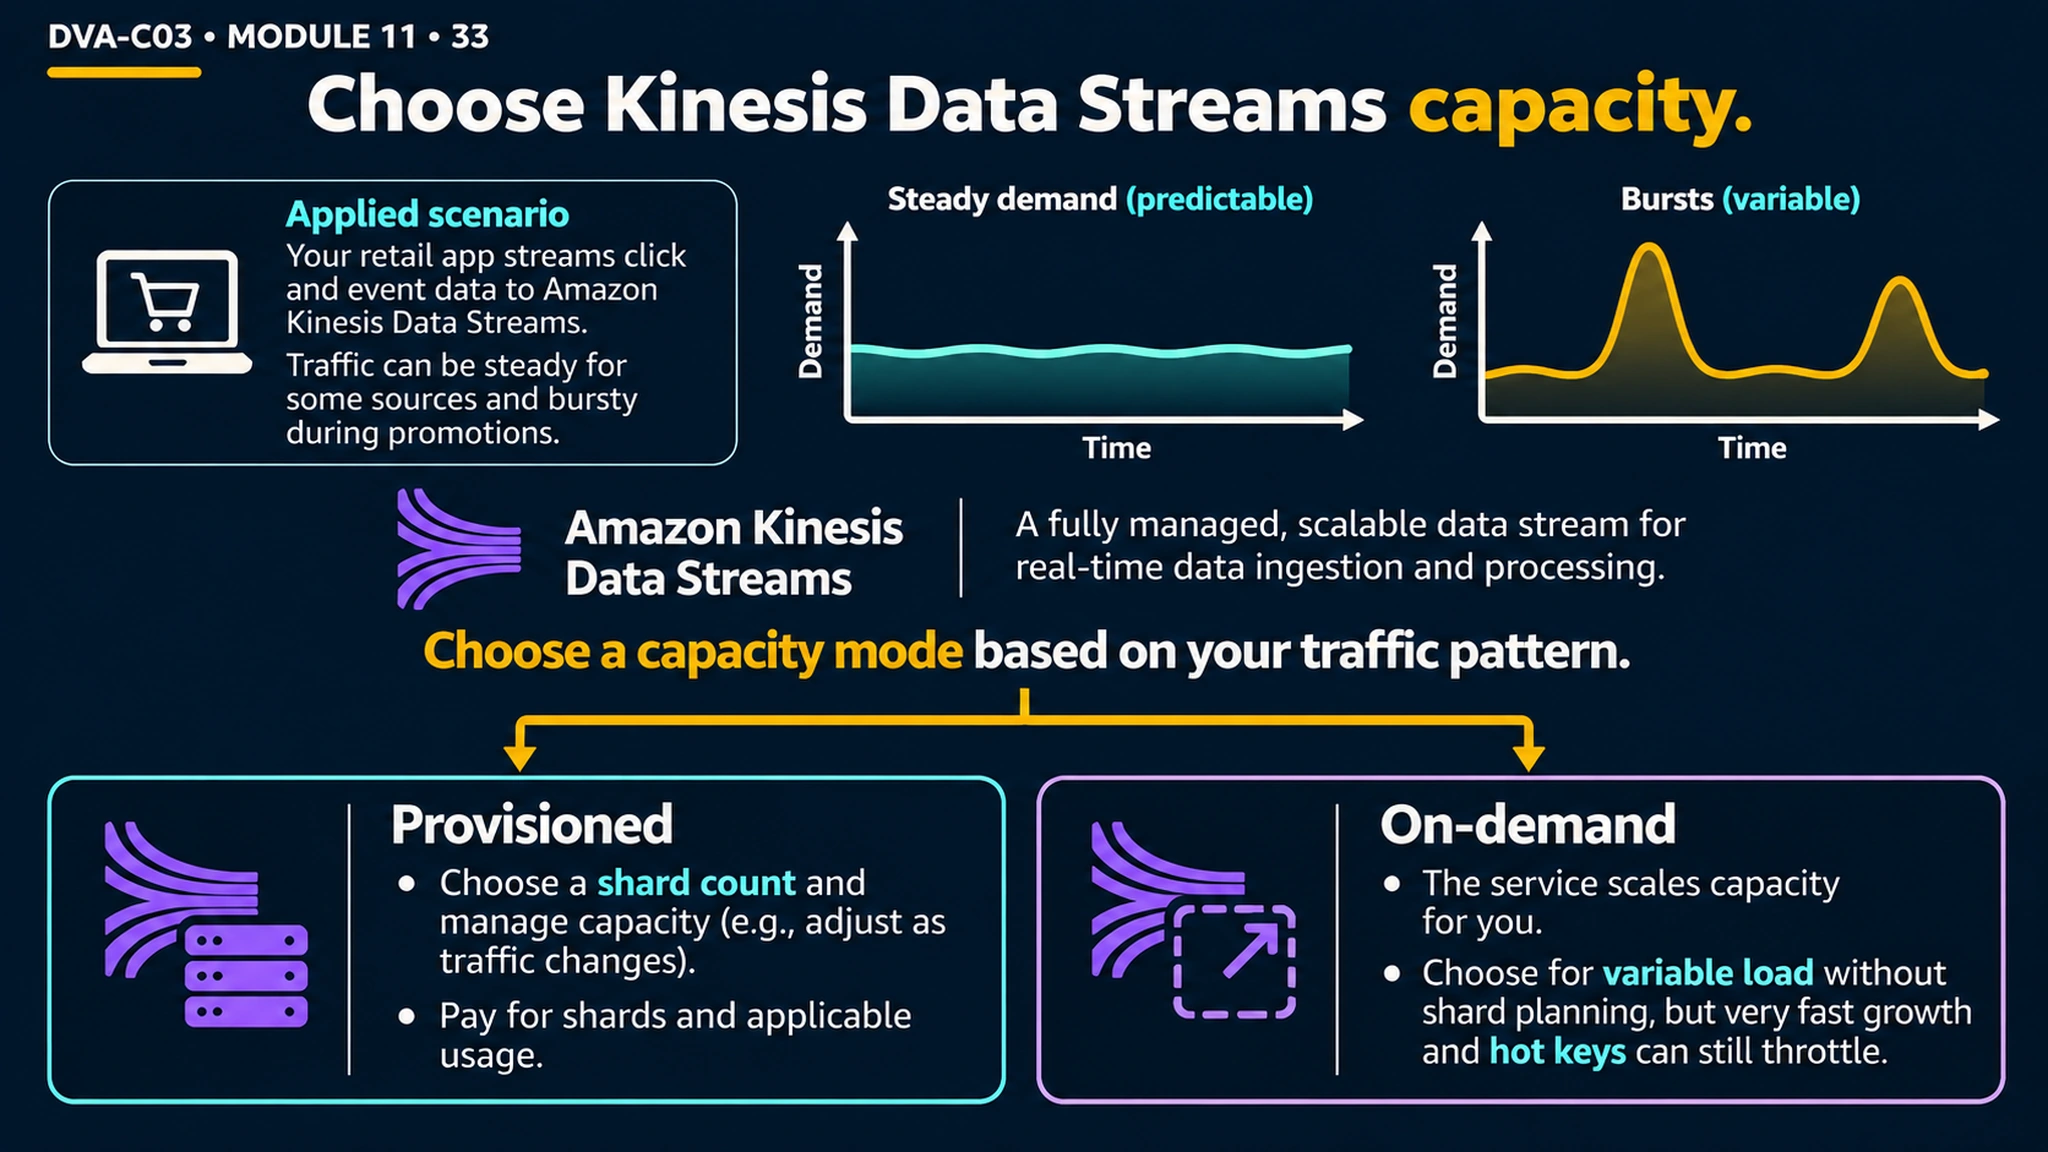 DVA-C03 • MODULE 11 • 33
Choose Kinesis Data Streams capacity.
Applied scenario
Your retail app streams click
and event data to Amazon
Kinesis Data Streams.
Traffic can be steady for
some sources and bursty
during promotions.
Steady demand (predictable)
Demand
Time
Bursts (variable)
Demand
Time
Amazon Kinesis
Data Streams
A fully managed, scalable data stream for
real-time data ingestion and processing.
Choose a capacity mode based on your traffic pattern.
Provisioned
• Choose a shard count and
manage capacity (e.g., adjust as
traffic changes).
• Pay for shards and applicable
usage.
On-demand
• The service scales capacity
for you.
• Choose for variable load without
shard planning, but very fast growth
and hot keys can still throttle.